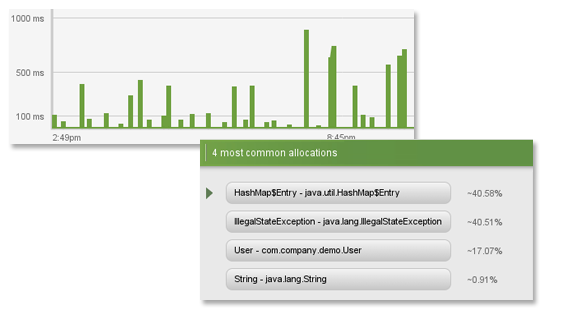 1000 ms
500 ms
100 ms
2:49pm
8:45pm
4 most common allocations
HashMap$Entry - java.util.HashMap$Entry ~40.58%
IllegalStateException - java.lang.IllegalStateException ~40.51%
User - com.company.demo.User ~17.07%
String - java.lang.String ~0.91%